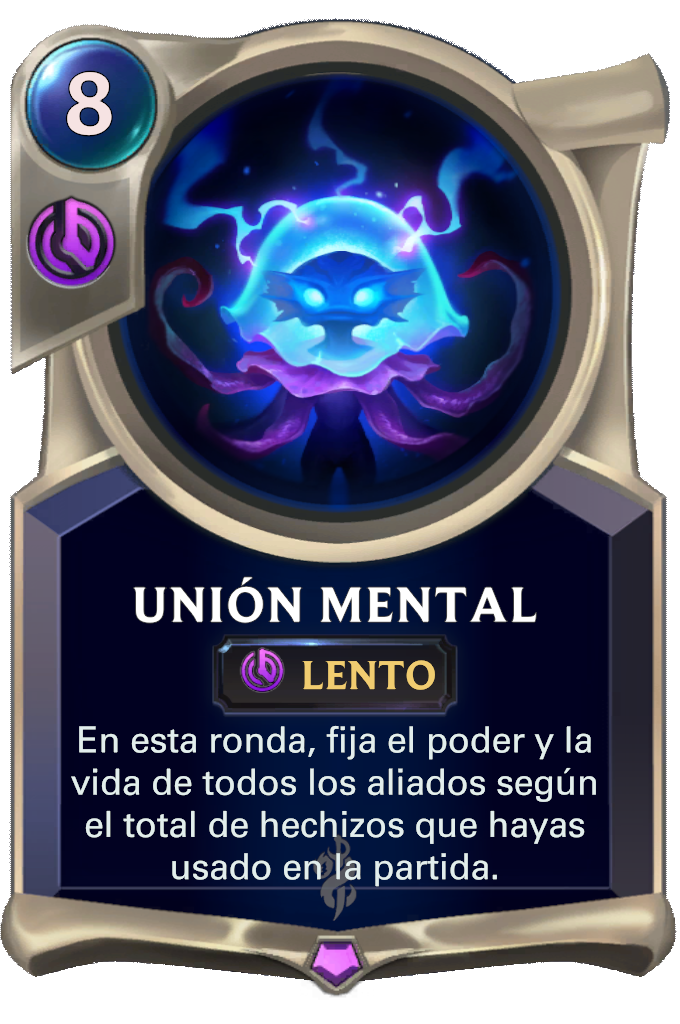 8
UNIÓN MENTAL
LENTO
En esta ronda, fija el poder y la
vida de todos los aliados según
el total de hechizos que hayas
usado en la partida.